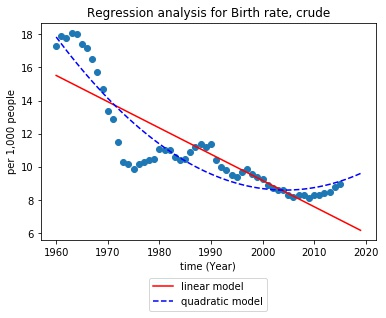 Regression analysis for Birth rate, crude
per 1,000 people
18
16
14
12
10
8
6
1960 1970 1980 1990 2000 2010 2020
time (Year)
linear model
quadratic model